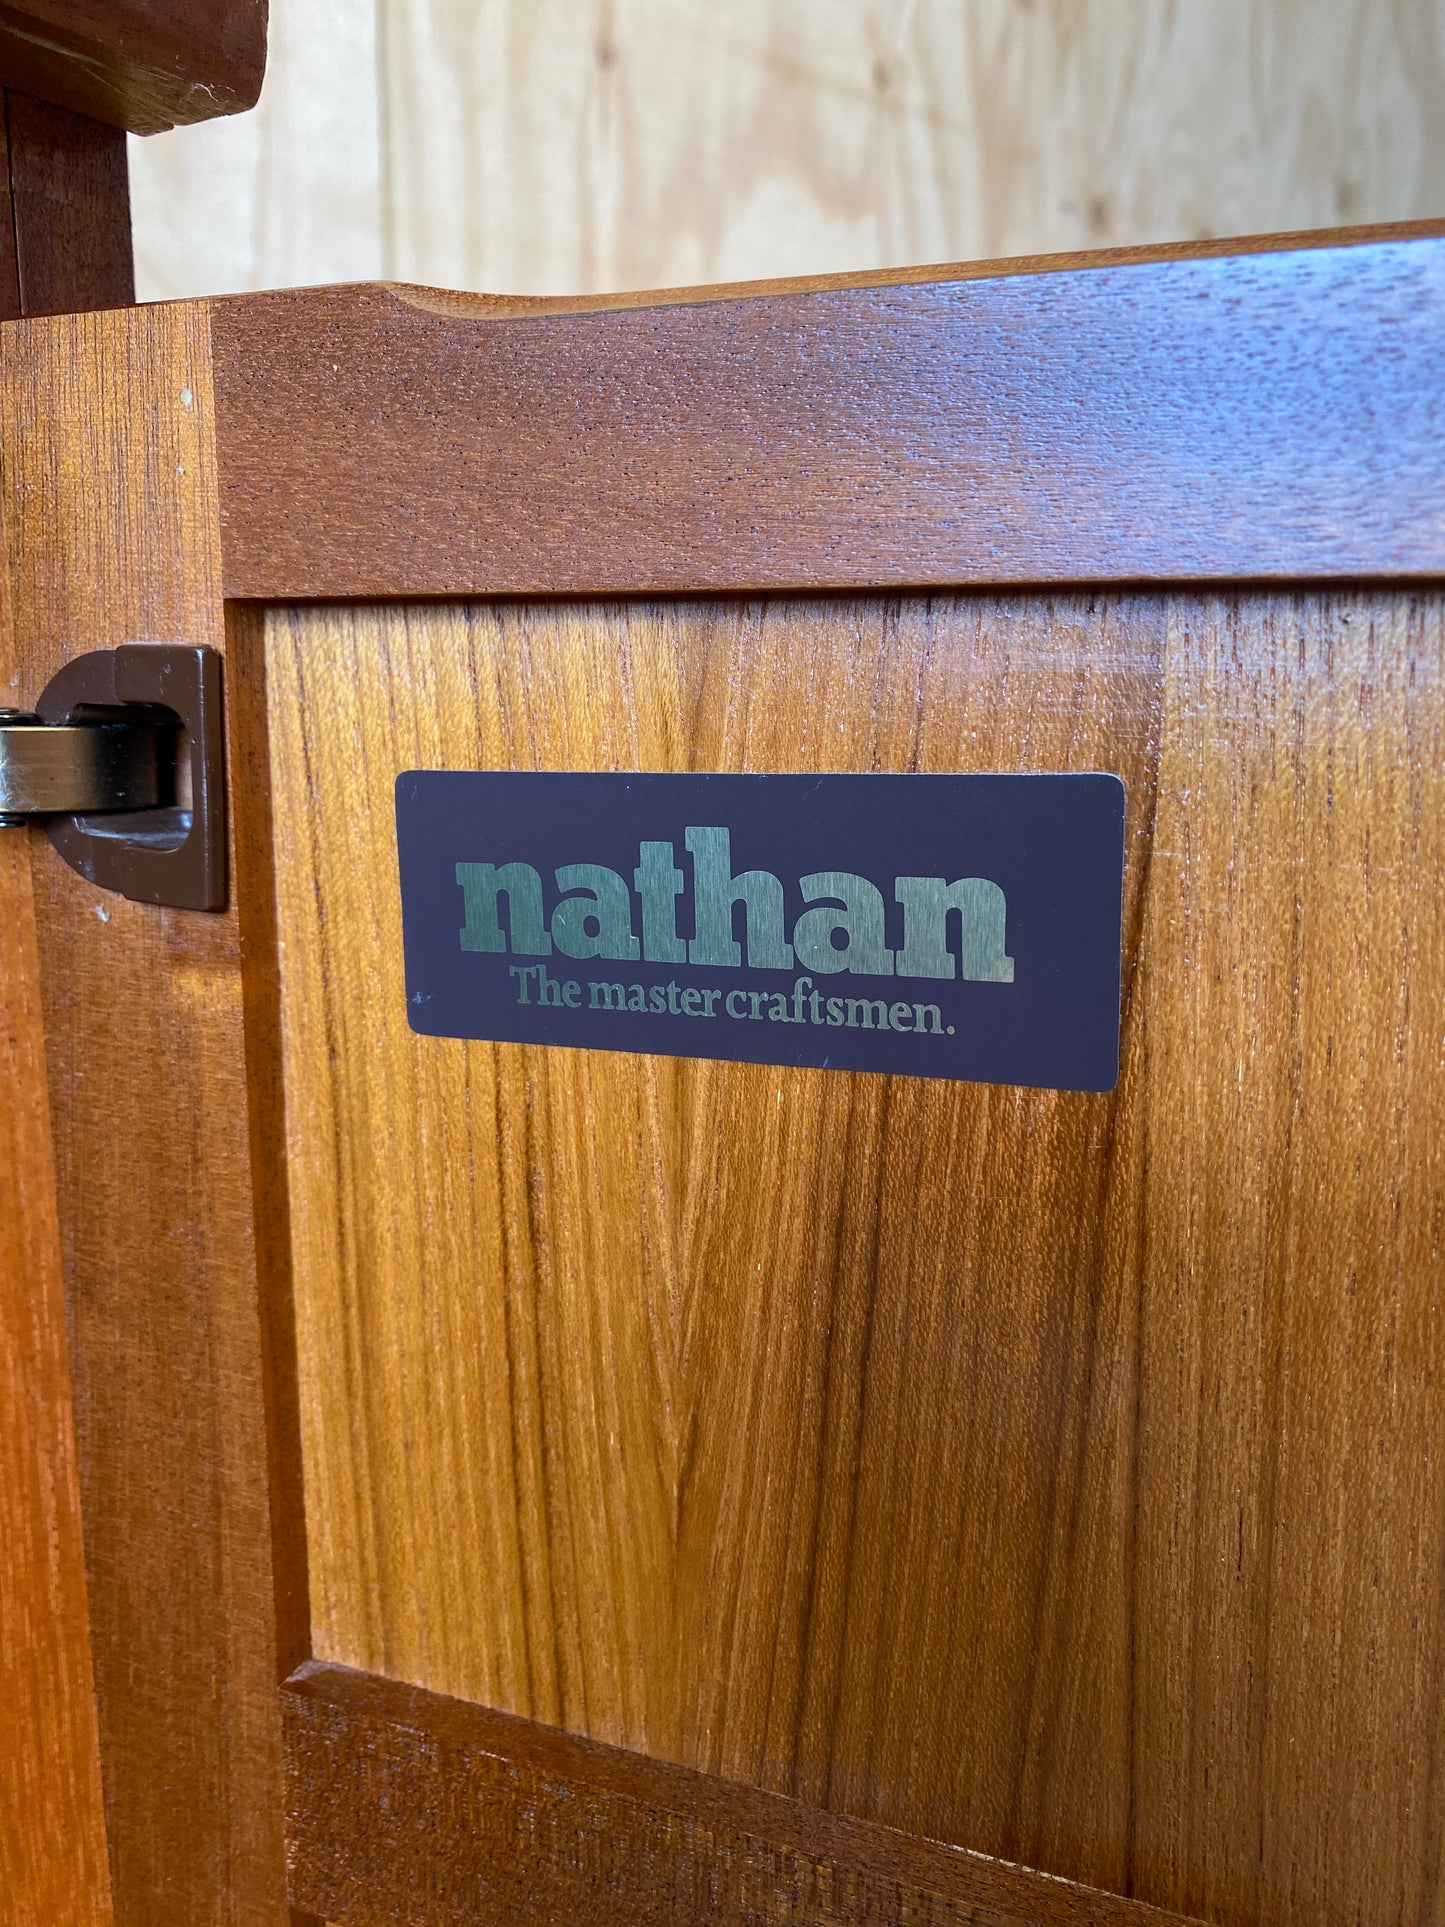 nathan
The master craftsmen.